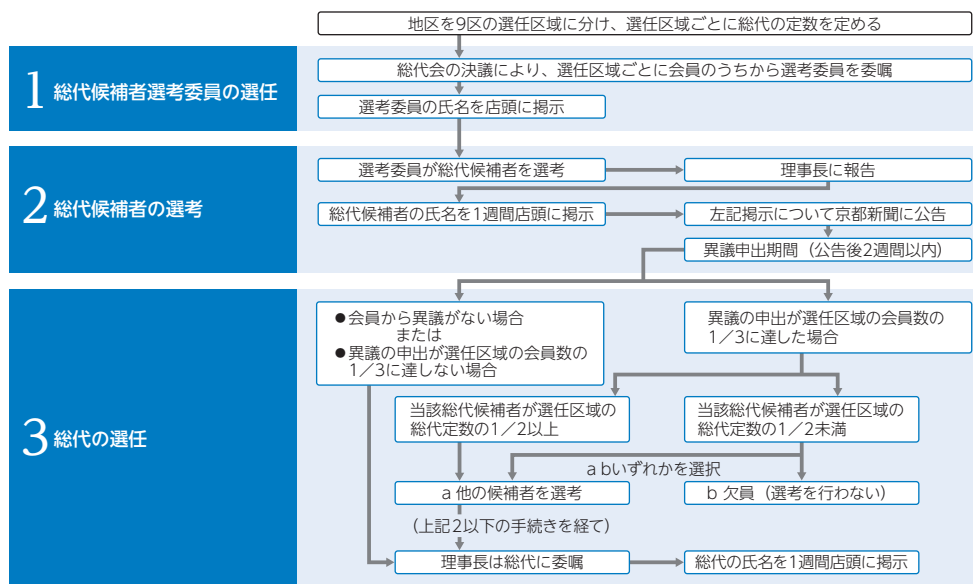 地区を9区の選任区域に分け、選任区域ごとに総代の定数を定める
1 総代候補者選考委員の選任
総代会の決議により、選任区域ごとに会員のうちから選考委員を委嘱
選考委員の氏名を店頭に掲示
2 総代候補者の選考
選考委員が総代候補者を選考
理事長に報告
総代候補者の氏名を1週間店頭に掲示
左記掲示について京都新聞に公告
異議申出期間（公告後2週間以内）
3 総代の選任
●会員から異議がない場合
または
●異議の申出が選任区域の会員数の
1／3に達しない場合
異議の申出が選任区域の会員数の
1／3に達した場合
当該総代候補者が選任区域の
総代定数の1／2以上
当該総代候補者が選任区域の
総代定数の1／2未満
a bいずれかを選択
a 他の候補者を選考
b 欠員（選考を行わない）
（上記2以下の手続きを経て）
理事長は総代に委嘱
総代の氏名を1週間店頭に掲示